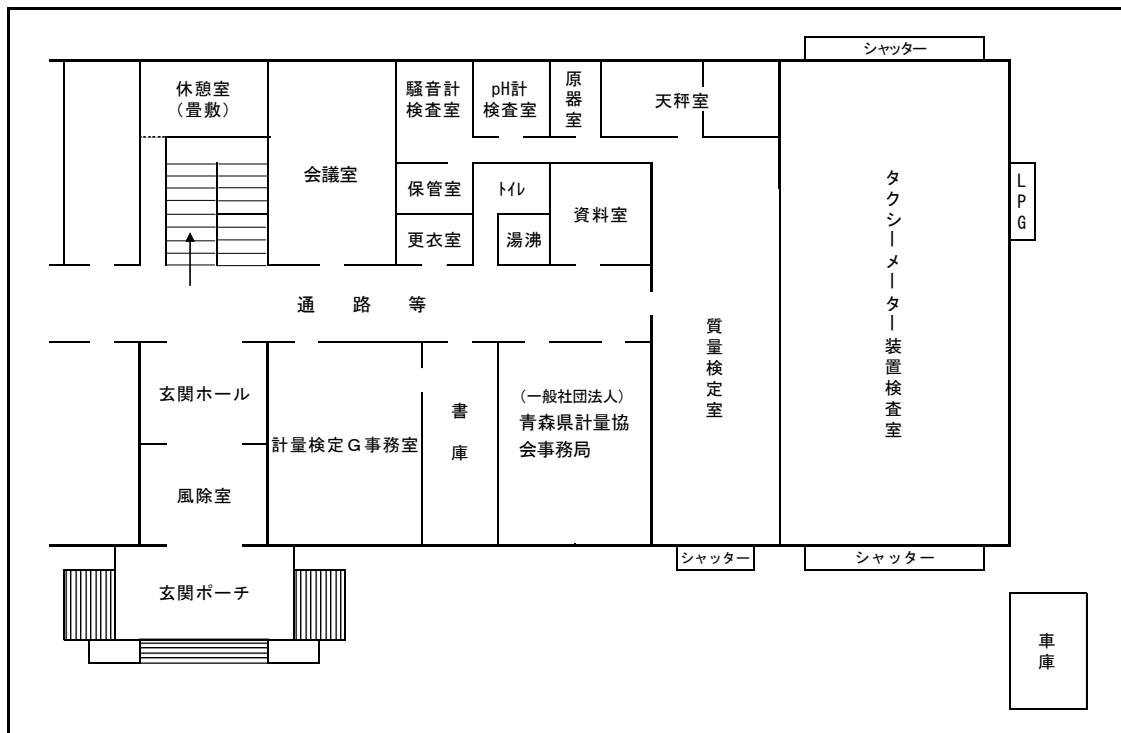 シャッター
休憩室
(畳敷)
騒音計
検査室
pH計
検査室
原器室
天秤室
会議室
保管室
トイレ
資料室
更衣室
湯沸
LPG
タクシーメーター装置検査室
通路等
質量検定室
玄関ホール
計量検定G事務室
書庫
(一般社団法人)
青森県計量協
会事務局
風除室
シャッター
シャッター
玄関ポーチ
車庫